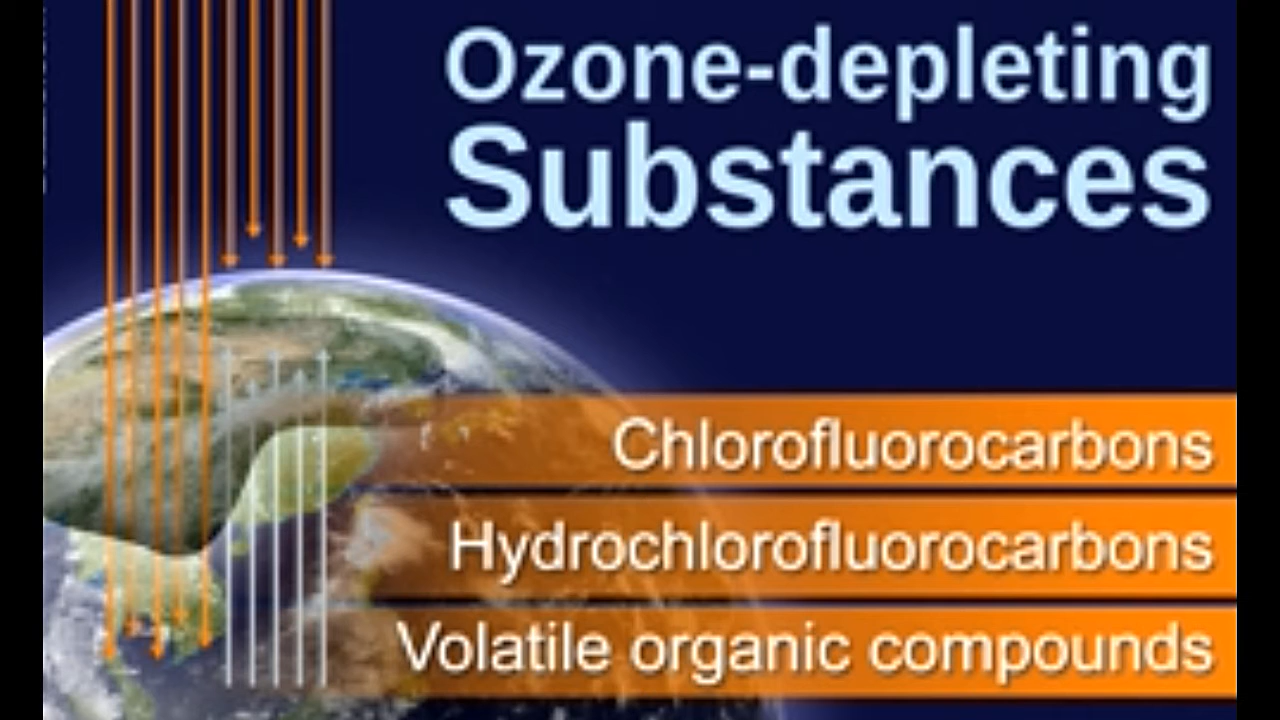 Ozone-depleting
Substances
Chlorofluorocarbons
Hydrochlorofluorocarbons
Volatile organic compounds